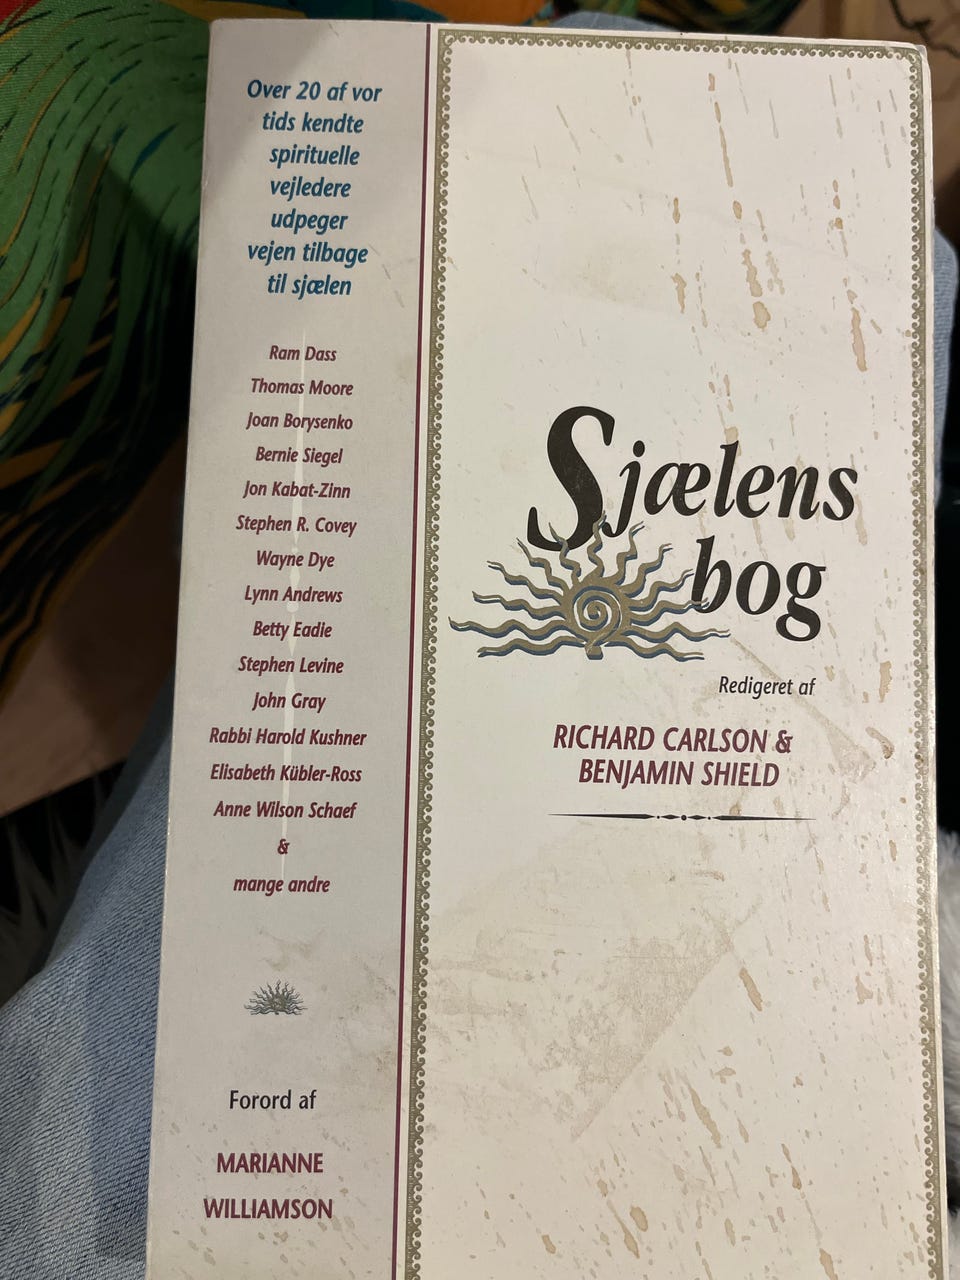 Over 20 af vor
tids kendte
spirituelle
vejledere
udpeger
vejen tilbage
til sjælen
Ram Dass
Thomas Moore
Joan Borysenko
Bernie Siegel
Jon Kabat-Zinn
Stephen R. Covey
Wayne Dye
Lynn Andrews
Betty Eadie
Stephen Levine
John Gray
Rabbi Harold Kushner
Elisabeth Kübler-Ross
Anne Wilson Schaef
&
mange andre
Forord af
MARIANNE
WILLIAMSON
Sjælens
bog
Redigeret af
RICHARD CARLSON &
BENJAMIN SHIELD